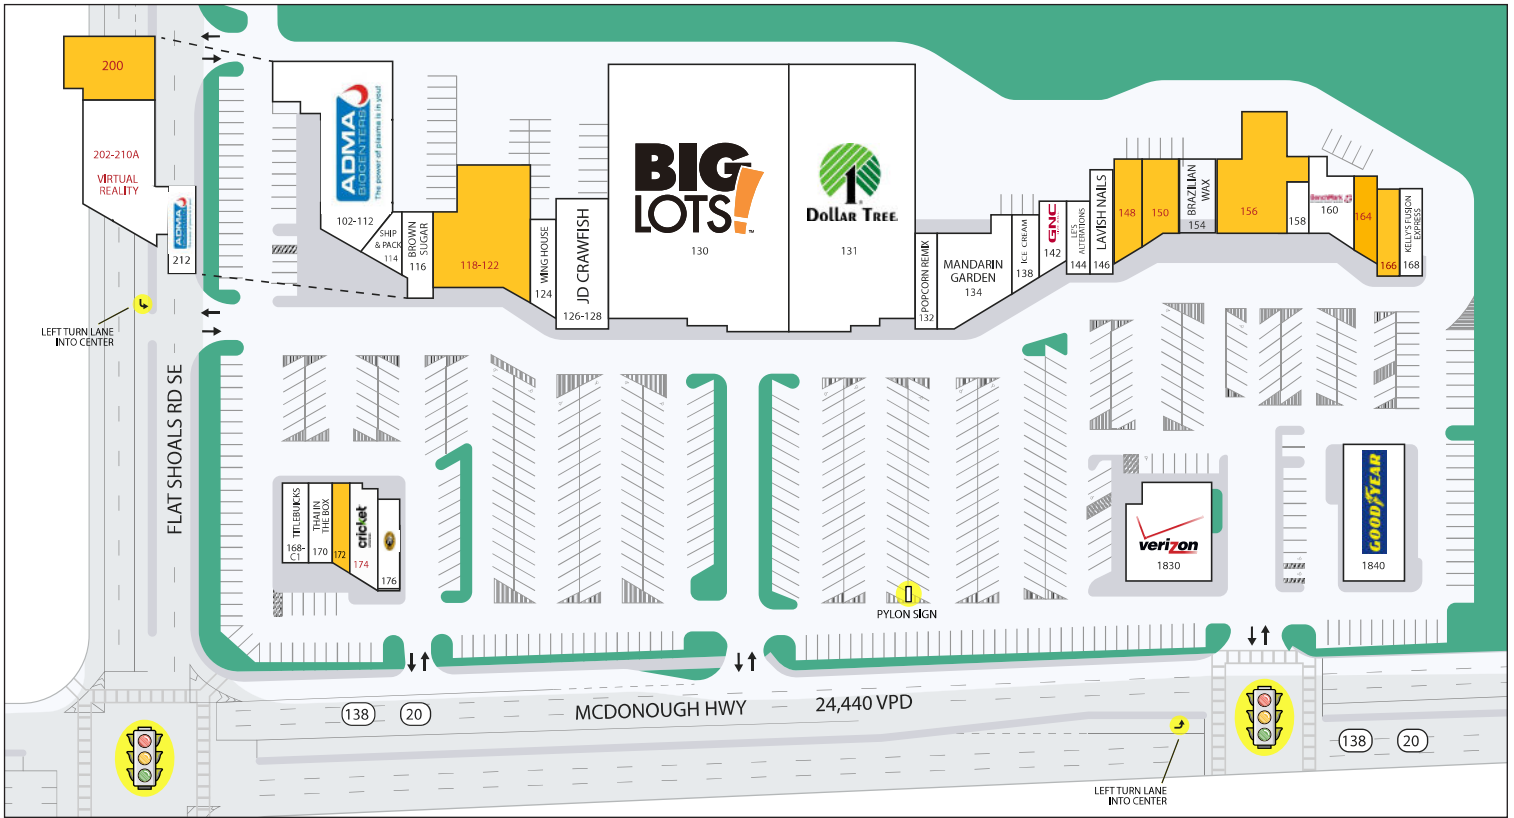 200
202-210A
VIRTUAL
REALITY
ADMA
BIOCENTERS
212
ADMA
BIOCENTERS
The power of plasma is in you!
102-112
SHIP
& PACK
114
BROWN
SUGAR
116
118-122
WING HOUSE
124
JD CRAWFISH
126-128
BIG
LOTS!
130
DOLLAR TREE
131
POPCORN REMIX
132
MANDARIN
GARDEN
134
ICE CREAM
138
GNC
142
LE'S
ALTERATIONS
144
LAVISH NAILS
146
148
150
BRAZILIAN
WAX
154
156
158
BenchMark
160
164
166
KELLY'S FUSION
EXPRESS
168
LEFT TURN LANE
INTO CENTER
FLAT SHOALS RD SE
TITLEBUCKS
168-
C1
THAI IN
THE BOX
170
172
cricket
174
176
PYLON SIGN
verizon
1830
GOODYEAR
1840
138
20
MCDONOUGH HWY
24,440 VPD
138
20
LEFT TURN LANE
INTO CENTER